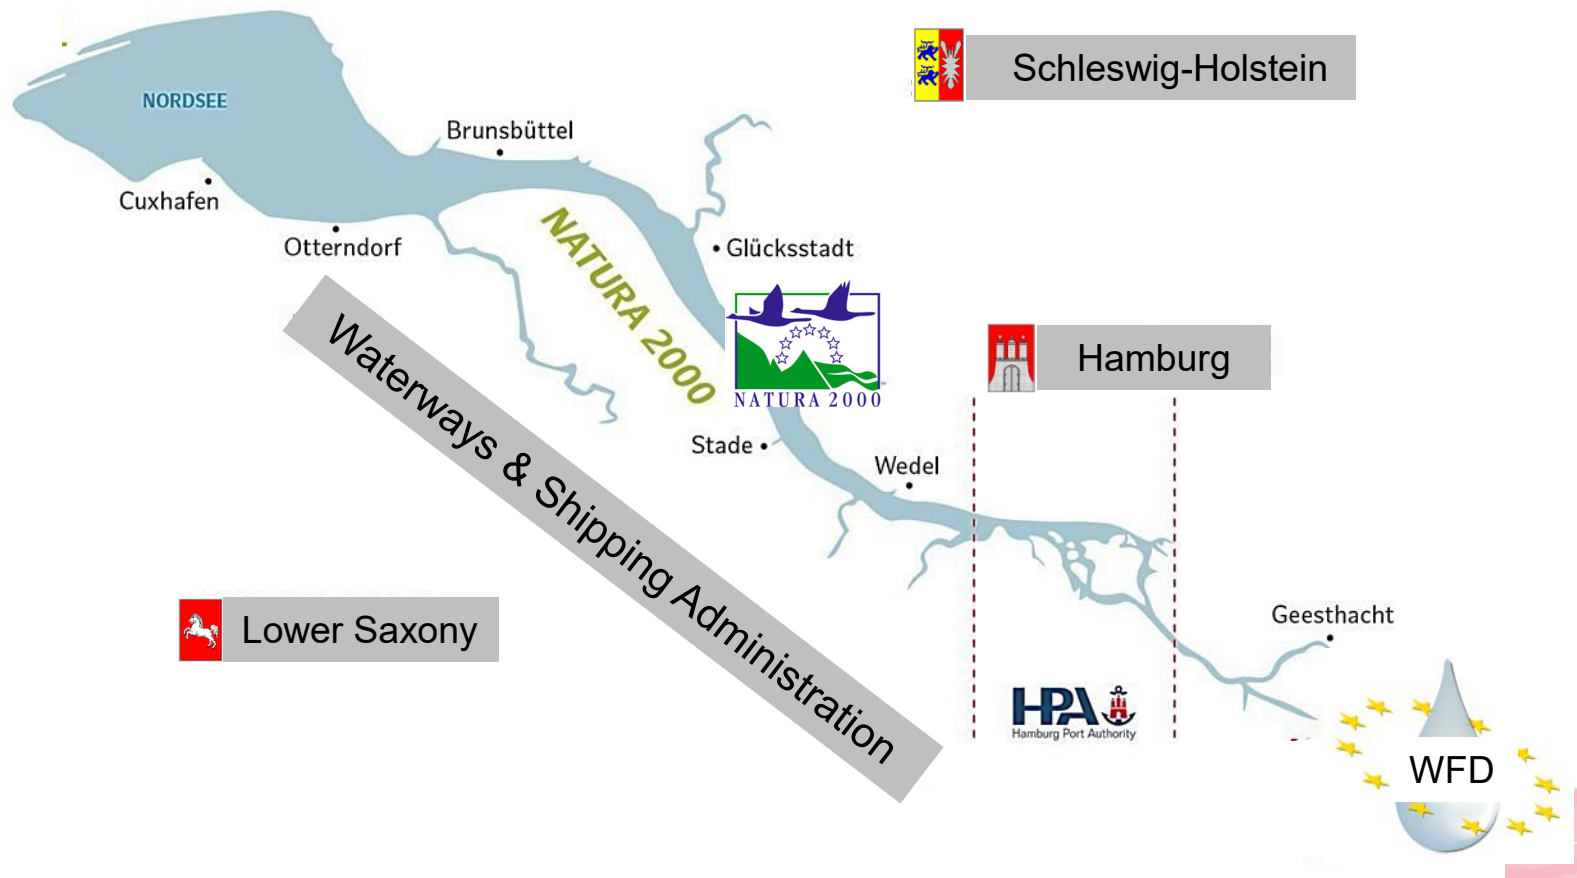 Schleswig-Holstein
NORDSEE
Brunsbüttel
Cuxhafen
Otterndorf
Glücksstadt
NATURA 2000
NATURA 2000
Hamburg
Waterways & Shipping Administration
Stade
Wedel
Lower Saxony
Geesthacht
HPA
Hamburg Port Authority
WFD